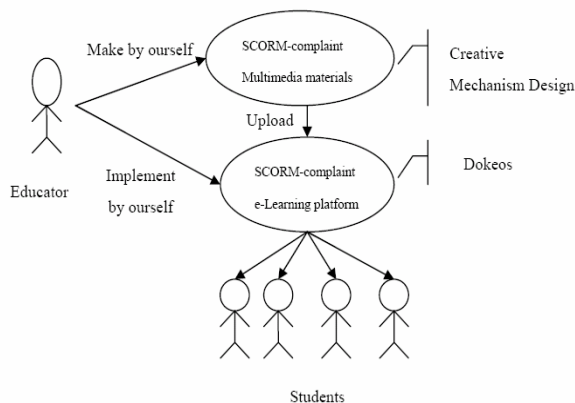 Make by ourself
SCORM-complaint
Multimedia materials
Creative
Mechanism Design
Upload
Educator
Implement
by ourself
SCORM-complaint
e-Learning platform
Dokeos
Students